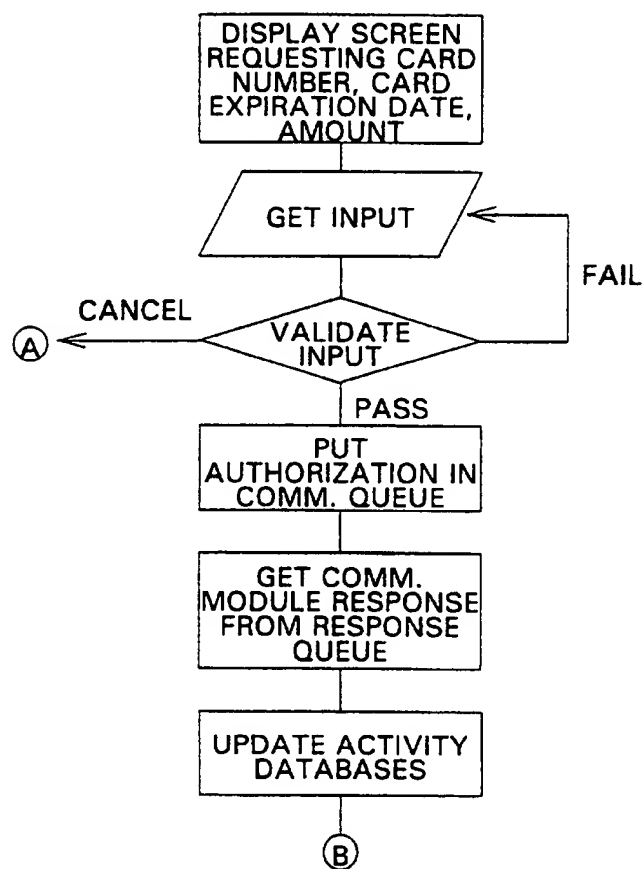 DISPLAY SCREEN
REQUESTING CARD
NUMBER, CARD
EXPIRATION DATE,
AMOUNT
GET INPUT
FAIL
CANCEL
A
VALIDATE
INPUT
PASS
PUT
AUTHORIZATION IN
COMM. QUEUE
GET COMM.
MODULE RESPONSE
FROM RESPONSE
QUEUE
UPDATE ACTIVITY
DATABASES
B